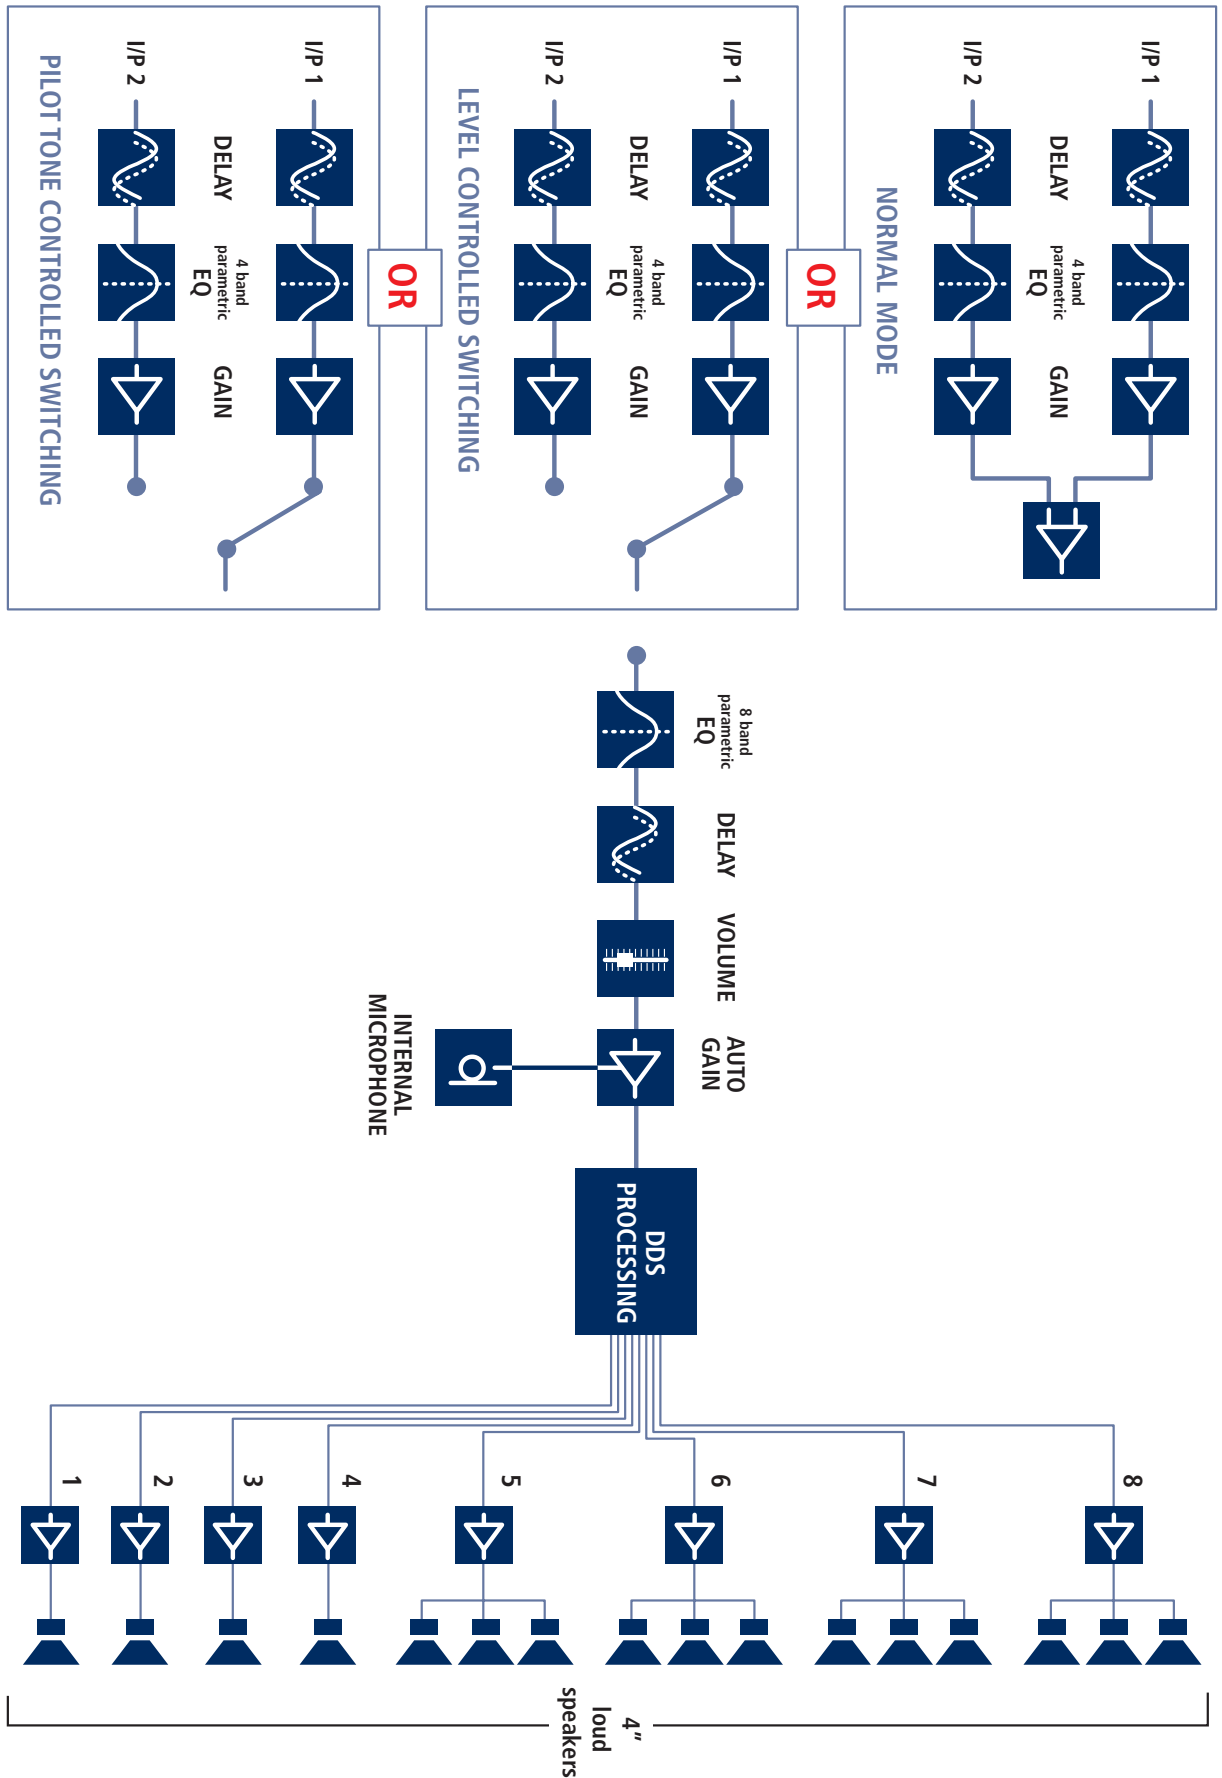 I/P 1
DELAY
4 band
parametric
EQ
GAIN
I/P 2
NORMAL MODE
OR
I/P 1
DELAY
4 band
parametric
EQ
GAIN
I/P 2
LEVEL CONTROLLED SWITCHING
OR
I/P 1
DELAY
4 band
parametric
EQ
GAIN
I/P 2
PILOT TONE CONTROLLED SWITCHING
8 band
parametric
EQ
DELAY
VOLUME
AUTO
GAIN
INTERNAL
MICROPHONE
DDS
PROCESSING
8
7
6
5
4
3
2
1
4”
loud
speakers